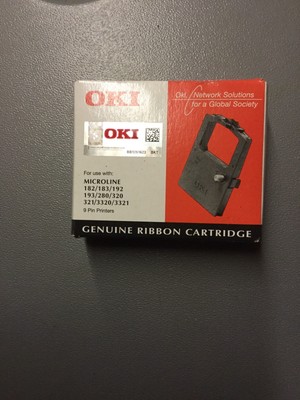 OKI
OKI, Network Solutions
for a Global Society
OKI
For use with:
MICROLINE
182/183/192
193/280/320
321/3320/3321
9 Pin Printers
GENUINE RIBBON CARTRIDGE